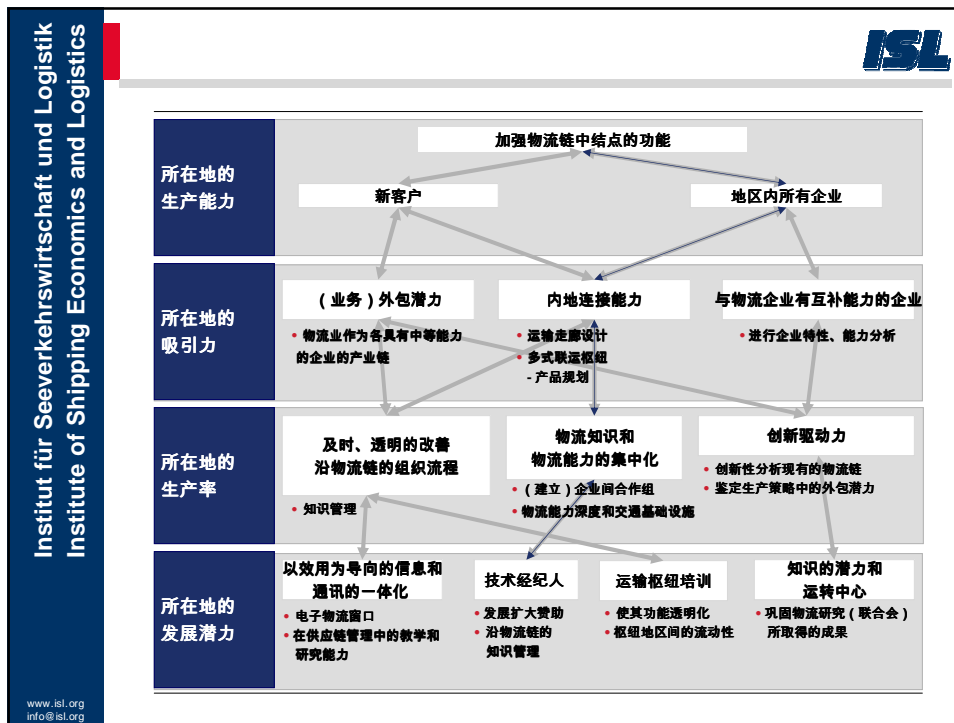 Institut für Seeverkehrswirtschaft und Logistik
Institute of Shipping Economics and Logistics
ISL
所在地的
生产能力
加强物流链中结点的功能
新客户
地区内所有企业
所在地的
吸引力
（业务）外包潜力
• 物流业作为各具有中等能力
的企业的产业链
内地连接能力
• 运输走廊设计
• 多式联运枢纽
- 产品规划
与物流企业有互补能力的企业
• 进行企业特性、能力分析
所在地的
生产率
及时、透明的改善
沿物流链的组织流程
• 知识管理
物流知识和
物流能力的集中化
• （建立）企业间合作组
• 物流能力深度和交通基础设施
创新驱动力
• 创新性分析现有的物流链
• 鉴定生产策略中的外包潜力
所在地的
发展潜力
以效用为导向的信息和
通讯的一体化
• 电子物流窗口
• 在供应链管理中的教学和
研究能力
技术经纪人
• 发展扩大赞助
• 沿物流链的
知识管理
运输枢纽培训
• 使其功能透明化
• 枢纽地区间的流动性
知识的潜力和
运转中心
• 巩固物流研究（联合会）
所取得的成果
www.isl.org
info@isl.org